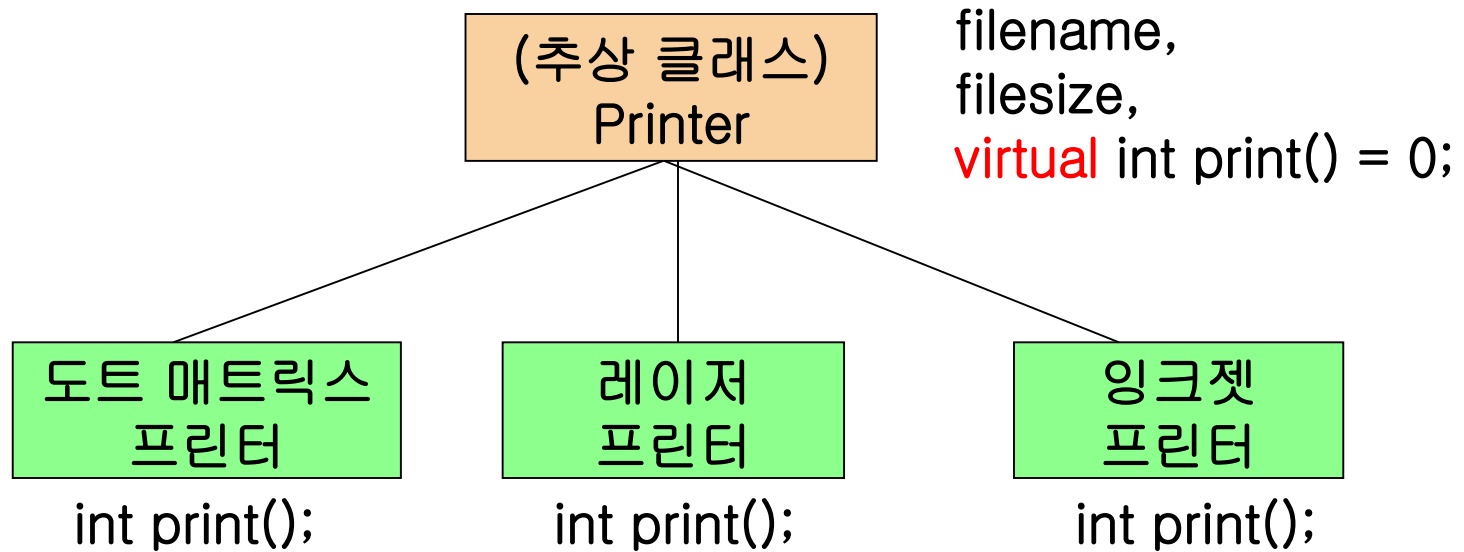 (추상 클래스)
Printer
filename,
filesize,
virtual int print() = 0;
도트 매트릭스
프린터
int print();
레이저
프린터
int print();
잉크젯
프린터
int print();